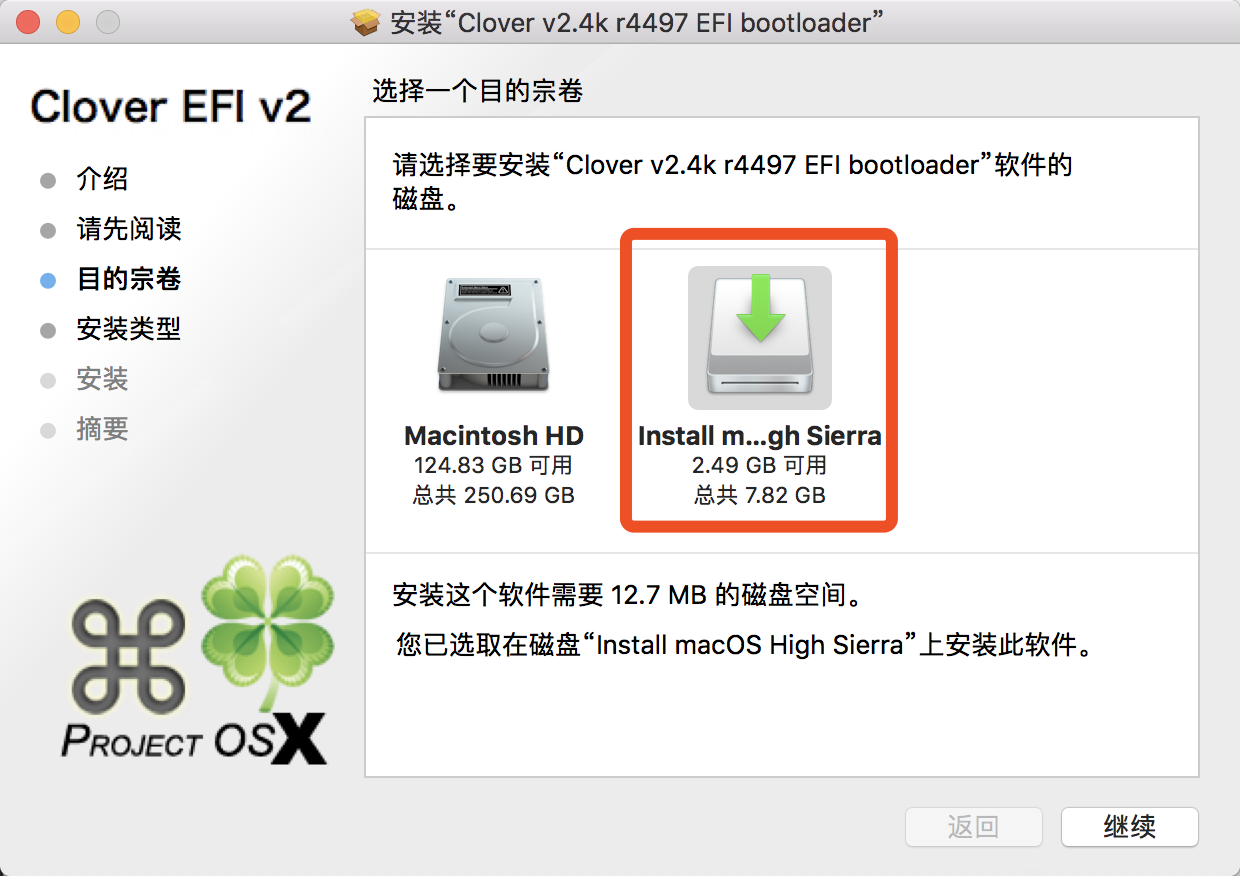 安装“Clover v2.4k r4497 EFI bootloader”
Clover EFI v2
介绍
请先阅读
目的宗卷
安装类型
安装
摘要
PROJECT OSX
选择一个目的宗卷
请选择要安装“Clover v2.4k r4497 EFI bootloader”软件的
磁盘。
Macintosh HD
124.83 GB 可用
总共 250.69 GB
Install m...gh Sierra
2.49 GB 可用
总共 7.82 GB
安装这个软件需要 12.7 MB 的磁盘空间。
您已选取在磁盘“Install macOS High Sierra”上安装此软件。
返回
继续